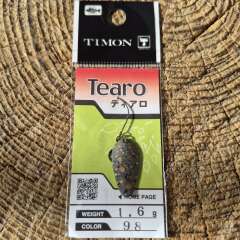 TIMON T
Tearo
ティアロ
HOME PAGE
WEIGHT 1.6g
COLOR 98